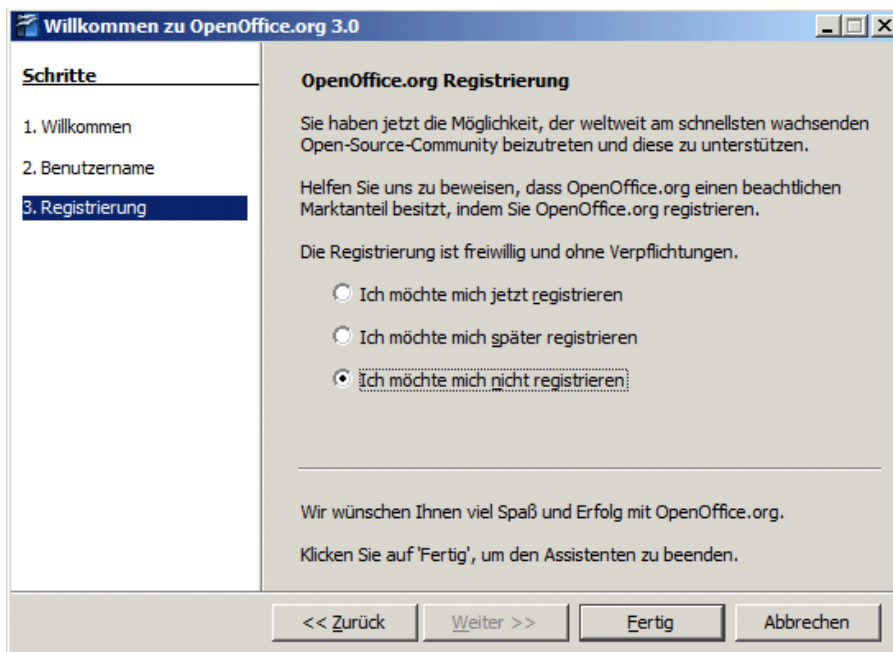 Willkommen zu OpenOffice.org 3.0
Schritte
1. Willkommen
2. Benutzername
3. Registrierung
OpenOffice.org Registrierung
Sie haben jetzt die Möglichkeit, der weltweit am schnellsten wachsenden
Open-Source-Community beizutreten und diese zu unterstützen.
Helfen Sie uns zu beweisen, dass OpenOffice.org einen beachtlichen
Marktanteil besitzt, indem Sie OpenOffice.org registrieren.
Die Registrierung ist freiwillig und ohne Verpflichtungen.
Ich möchte mich jetzt registrieren
Ich möchte mich später registrieren
Ich möchte mich nicht registrieren
Wir wünschen Ihnen viel Spaß und Erfolg mit OpenOffice.org.
Klicken Sie auf 'Fertig', um den Assistenten zu beenden.
<< Zurück Weiter >> Fertig Abbrechen